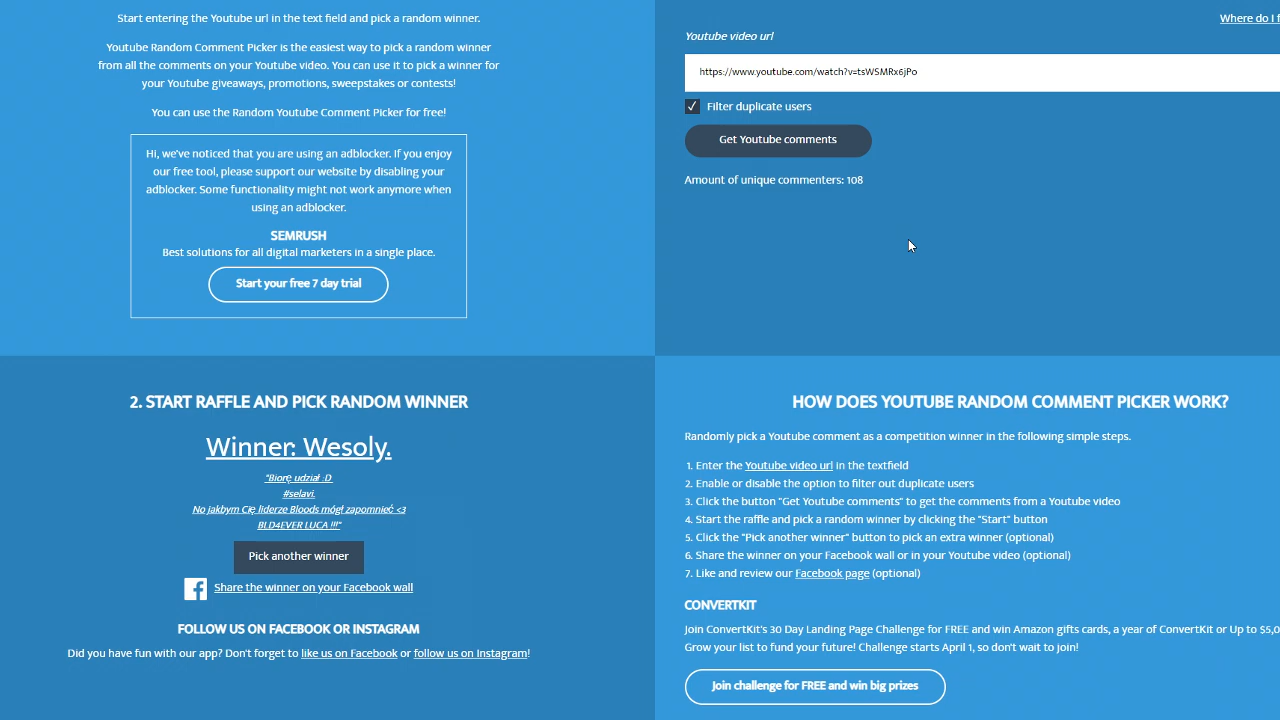 Start entering the Youtube url in the text field and pick a random winner.
Youtube Random Comment Picker is the easiest way to pick a random winner
from all the comments on your Youtube video. You can use it to pick a winner for
your Youtube giveaways, promotions, sweepstakes or contests!
You can use the Random Youtube Comment Picker for free!
Hi, we've noticed that you are using an adblocker. If you enjoy
our free tool, please support our website by disabling your
adblocker. Some functionality might not work anymore when
using an adblocker.
SEMRUSH
Best solutions for all digital marketers in a single place.
Start your free 7 day trial
Where do I f
Youtube video url
https://www.youtube.com/watch?v=tsWSMRx6jPo
Filter duplicate users
Get Youtube comments
Amount of unique commenters: 108
2. START RAFFLE AND PICK RANDOM WINNER
Winner: Wesoly.
"Biorę udział :D
#selavi.
No jakbym Cię liderze Bloods mógł zapomnieć <3
BLD4EVER LUCA !!!"
Pick another winner
Share the winner on your Facebook wall
FOLLOW US ON FACEBOOK OR INSTAGRAM
Did you have fun with our app? Don't forget to like us on Facebook or follow us on Instagram!
HOW DOES YOUTUBE RANDOM COMMENT PICKER WORK?
Randomly pick a Youtube comment as a competition winner in the following simple steps.
1. Enter the Youtube video url in the textfield
2. Enable or disable the option to filter out duplicate users
3. Click the button "Get Youtube comments" to get the comments from a Youtube video
4. Start the raffle and pick a random winner by clicking the "Start" button
5. Click the "Pick another winner" button to pick an extra winner (optional)
6. Share the winner on your Facebook wall or in your Youtube video (optional)
7. Like and review our Facebook page (optional)
CONVERTKIT
Join ConvertKit's 30 Day Landing Page Challenge for FREE and win Amazon gifts cards, a year of ConvertKit or Up to $5,0
Grow your list to fund your future! Challenge starts April 1, so don't wait to join!
Join challenge for FREE and win big prizes